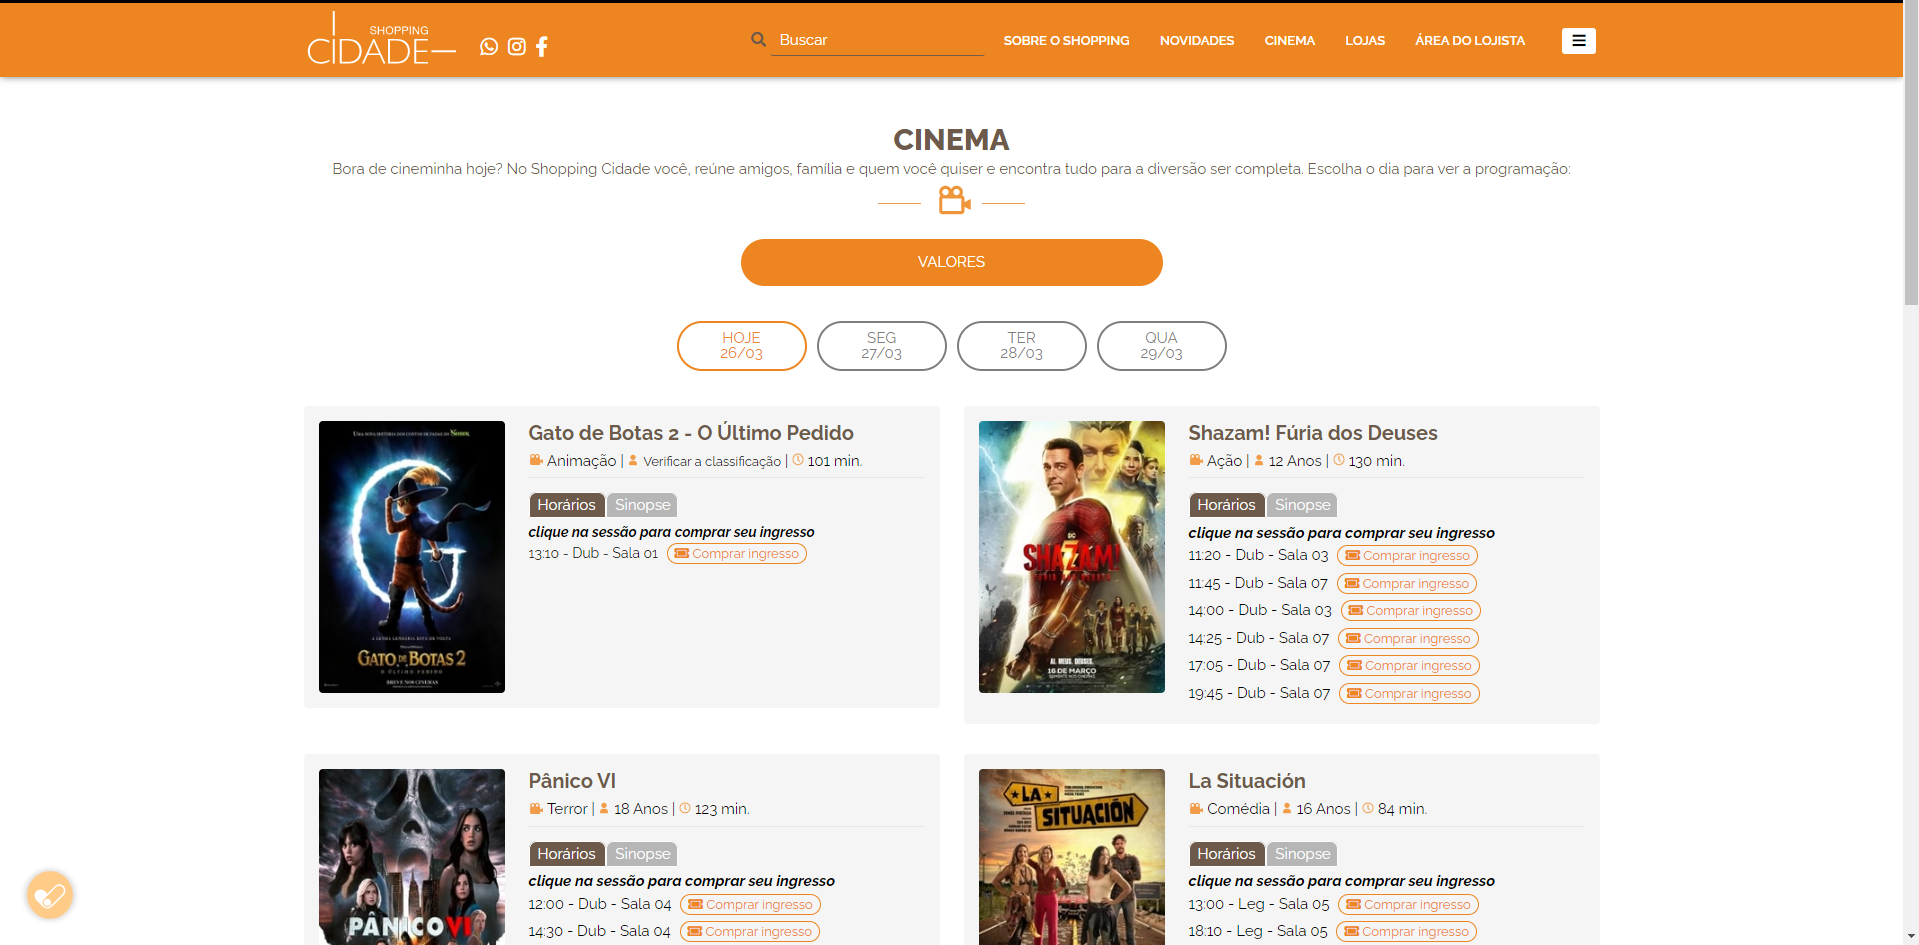 SHOPPING
CIDADE
Buscar
SOBRE O SHOPPING
NOVIDADES
CINEMA
LOJAS
ÁREA DO LOJISTA
CINEMA
Bora de cineminha hoje? No Shopping Cidade você, reúne amigos, família e quem você quiser e encontra tudo para a diversão ser completa. Escolha o dia para ver a programação:
VALORES
HOJE
26/03
SEG
27/03
TER
28/03
QUA
29/03
GATO DE BOTAS 2
O ÚLTIMO PEDIDO
BREVE NOS CINEMAS
Gato de Botas 2 - O Último Pedido
Animação | Verificar a classificação | 101 min.
Horários Sinopse
clique na sessão para comprar seu ingresso
13:10 - Dub - Sala 01 Comprar ingresso
DC
SHAZAM!
AI. MEUS. DEUSES.
16 DE MARÇO
Shazam! Fúria dos Deuses
Ação | 12 Anos | 130 min.
Horários Sinopse
clique na sessão para comprar seu ingresso
11:20 - Dub - Sala 03 Comprar ingresso
11:45 - Dub - Sala 07 Comprar ingresso
14:00 - Dub - Sala 03 Comprar ingresso
14:25 - Dub - Sala 07 Comprar ingresso
17:05 - Dub - Sala 07 Comprar ingresso
19:45 - Dub - Sala 07 Comprar ingresso
PÂNICO VI
Pânico VI
Terror | 18 Anos | 123 min.
Horários Sinopse
clique na sessão para comprar seu ingresso
12:00 - Dub - Sala 04 Comprar ingresso
14:30 - Dub - Sala 04 Comprar ingresso
LA
SITUACIÓN
La Situación
Comédia | 16 Anos | 84 min.
Horários Sinopse
clique na sessão para comprar seu ingresso
13:00 - Leg - Sala 05 Comprar ingresso
18:10 - Leg - Sala 05 Comprar ingresso